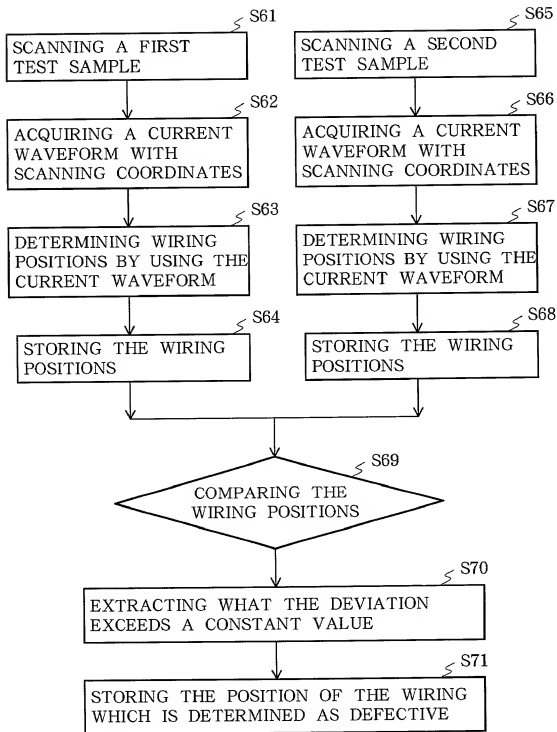 S61
SCANNING A FIRST
TEST SAMPLE
S62
ACQUIRING A CURRENT
WAVEFORM WITH
SCANNING COORDINATES
S63
DETERMINING WIRING
POSITIONS BY USING THE
CURRENT WAVEFORM
S64
STORING THE WIRING
POSITIONS
S65
SCANNING A SECOND
TEST SAMPLE
S66
ACQUIRING A CURRENT
WAVEFORM WITH
SCANNING COORDINATES
S67
DETERMINING WIRING
POSITIONS BY USING THE
CURRENT WAVEFORM
S68
STORING THE WIRING
POSITIONS
S69
COMPARING THE
WIRING POSITIONS
S70
EXTRACTING WHAT THE DEVIATION
EXCEEDS A CONSTANT VALUE
S71
STORING THE POSITION OF THE WIRING
WHICH IS DETERMINED AS DEFECTIVE